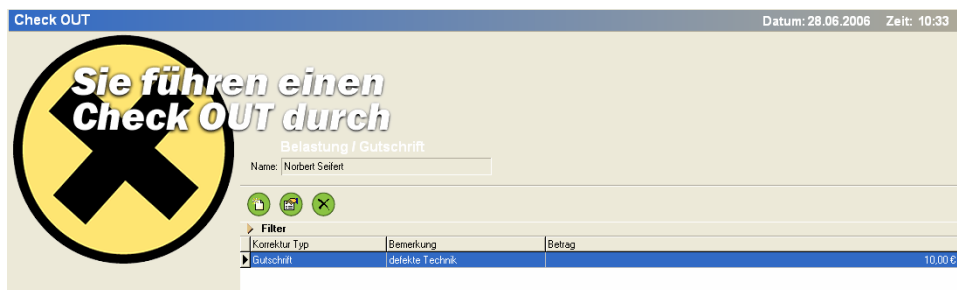 Check OUT Datum: 28.06.2006 Zeit: 10:33
Sie führen einen
Check OUT durch
Belastung / Gutschrift
Name: Norbert Seifert
Filter
Korrektur Typ Bemerkung Betrag
Gutschrift defekte Technik 10,00 €